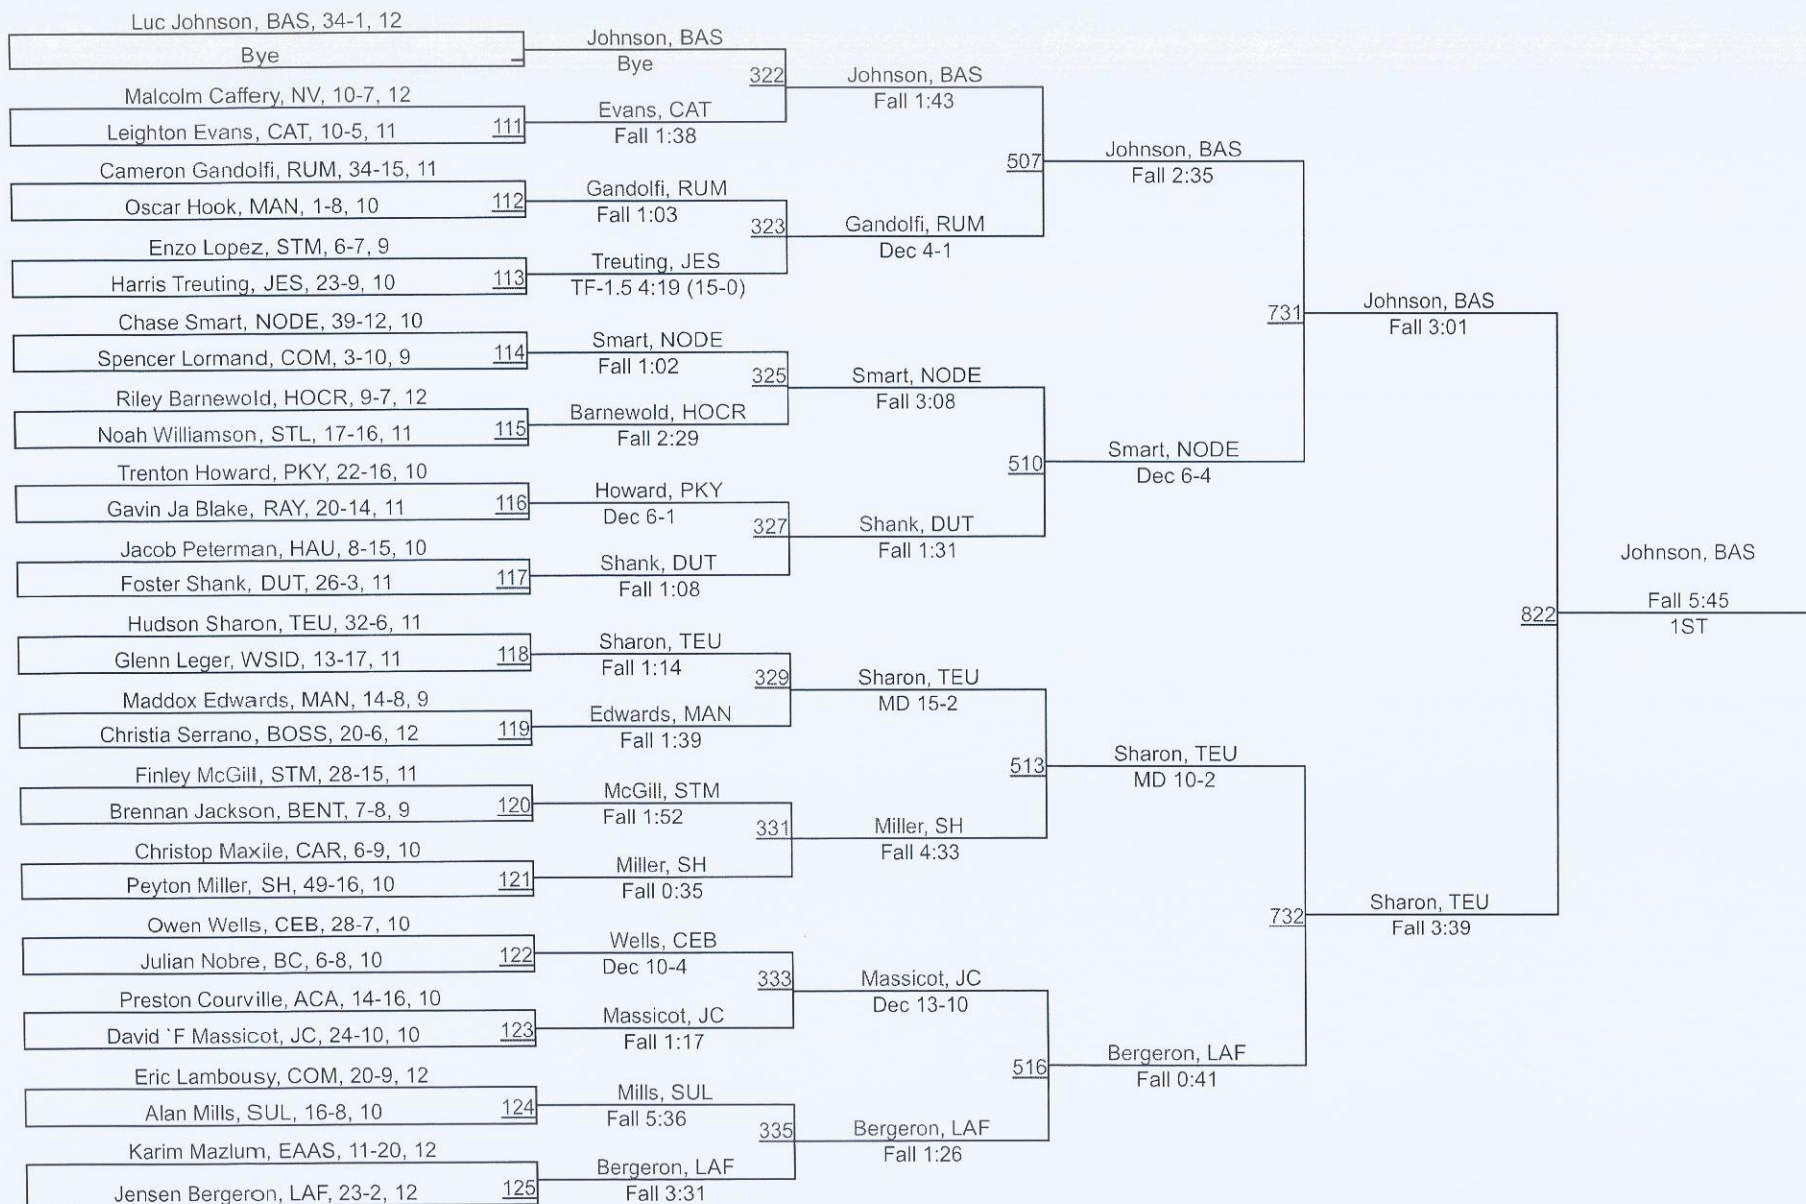 Luc Johnson, BAS, 34-1, 12
Bye
Malcolm Caffery, NV, 10-7, 12
Leighton Evans, CAT, 10-5, 11
111
Cameron Gandolfi, RUM, 34-15, 11
Oscar Hook, MAN, 1-8, 10
112
Enzo Lopez, STM, 6-7, 9
Harris Treuting, JES, 23-9, 10
113
Chase Smart, NODE, 39-12, 10
Spencer Lormand, COM, 3-10, 9
114
Riley Barnewold, HOCR, 9-7, 12
Noah Williamson, STL, 17-16, 11
115
Trenton Howard, PKY, 22-16, 10
Gavin Ja Blake, RAY, 20-14, 11
116
Jacob Peterman, HAU, 8-15, 10
Foster Shank, DUT, 26-3, 11
117
Hudson Sharon, TEU, 32-6, 11
Glenn Leger, WSID, 13-17, 11
118
Maddox Edwards, MAN, 14-8, 9
Christia Serrano, BOSS, 20-6, 12
119
Finley McGill, STM, 28-15, 11
Brennan Jackson, BENT, 7-8, 9
120
Christop Maxile, CAR, 6-9, 10
Peyton Miller, SH, 49-16, 10
121
Owen Wells, CEB, 28-7, 10
Julian Nobre, BC, 6-8, 10
122
Preston Courville, ACA, 14-16, 10
David `F Massicot, JC, 24-10, 10
123
Eric Lambousy, COM, 20-9, 12
Alan Mills, SUL, 16-8, 10
124
Karim Mazlum, EAAS, 11-20, 12
Jensen Bergeron, LAF, 23-2, 12
125
Johnson, BAS
Bye
322
Evans, CAT
Fall 1:38
Gandolfi, RUM
Fall 1:03
323
Treuting, JES
TF-1.5 4:19 (15-0)
Smart, NODE
Fall 1:02
325
Barnewold, HOCR
Fall 2:29
Howard, PKY
Dec 6-1
327
Shank, DUT
Fall 1:08
Sharon, TEU
Fall 1:14
329
Edwards, MAN
Fall 1:39
McGill, STM
Fall 1:52
331
Miller, SH
Fall 0:35
Wells, CEB
Dec 10-4
333
Massicot, JC
Fall 1:17
Mills, SUL
Fall 5:36
335
Bergeron, LAF
Fall 3:31
Johnson, BAS
Fall 1:43
507
Gandolfi, RUM
Dec 4-1
Smart, NODE
Fall 3:08
510
Shank, DUT
Fall 1:31
Sharon, TEU
MD 15-2
513
Miller, SH
Fall 4:33
Massicot, JC
Dec 13-10
516
Bergeron, LAF
Fall 1:26
Johnson, BAS
Fall 2:35
731
Smart, NODE
Dec 6-4
Sharon, TEU
MD 10-2
732
Bergeron, LAF
Fall 0:41
Johnson, BAS
Fall 3:01
822
Sharon, TEU
Fall 3:39
Johnson, BAS
Fall 5:45
1ST